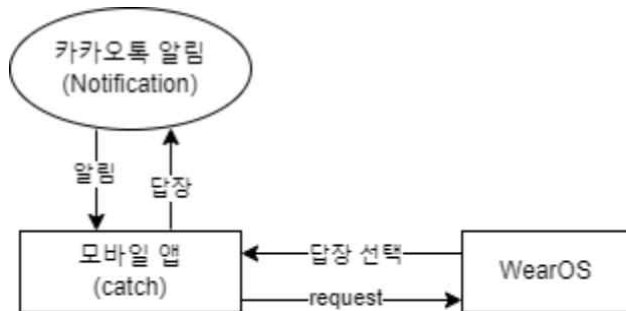 카카오톡 알림
(Notification)
알림
답장
모바일 앱
(catch)
답장 선택
request
WearOS